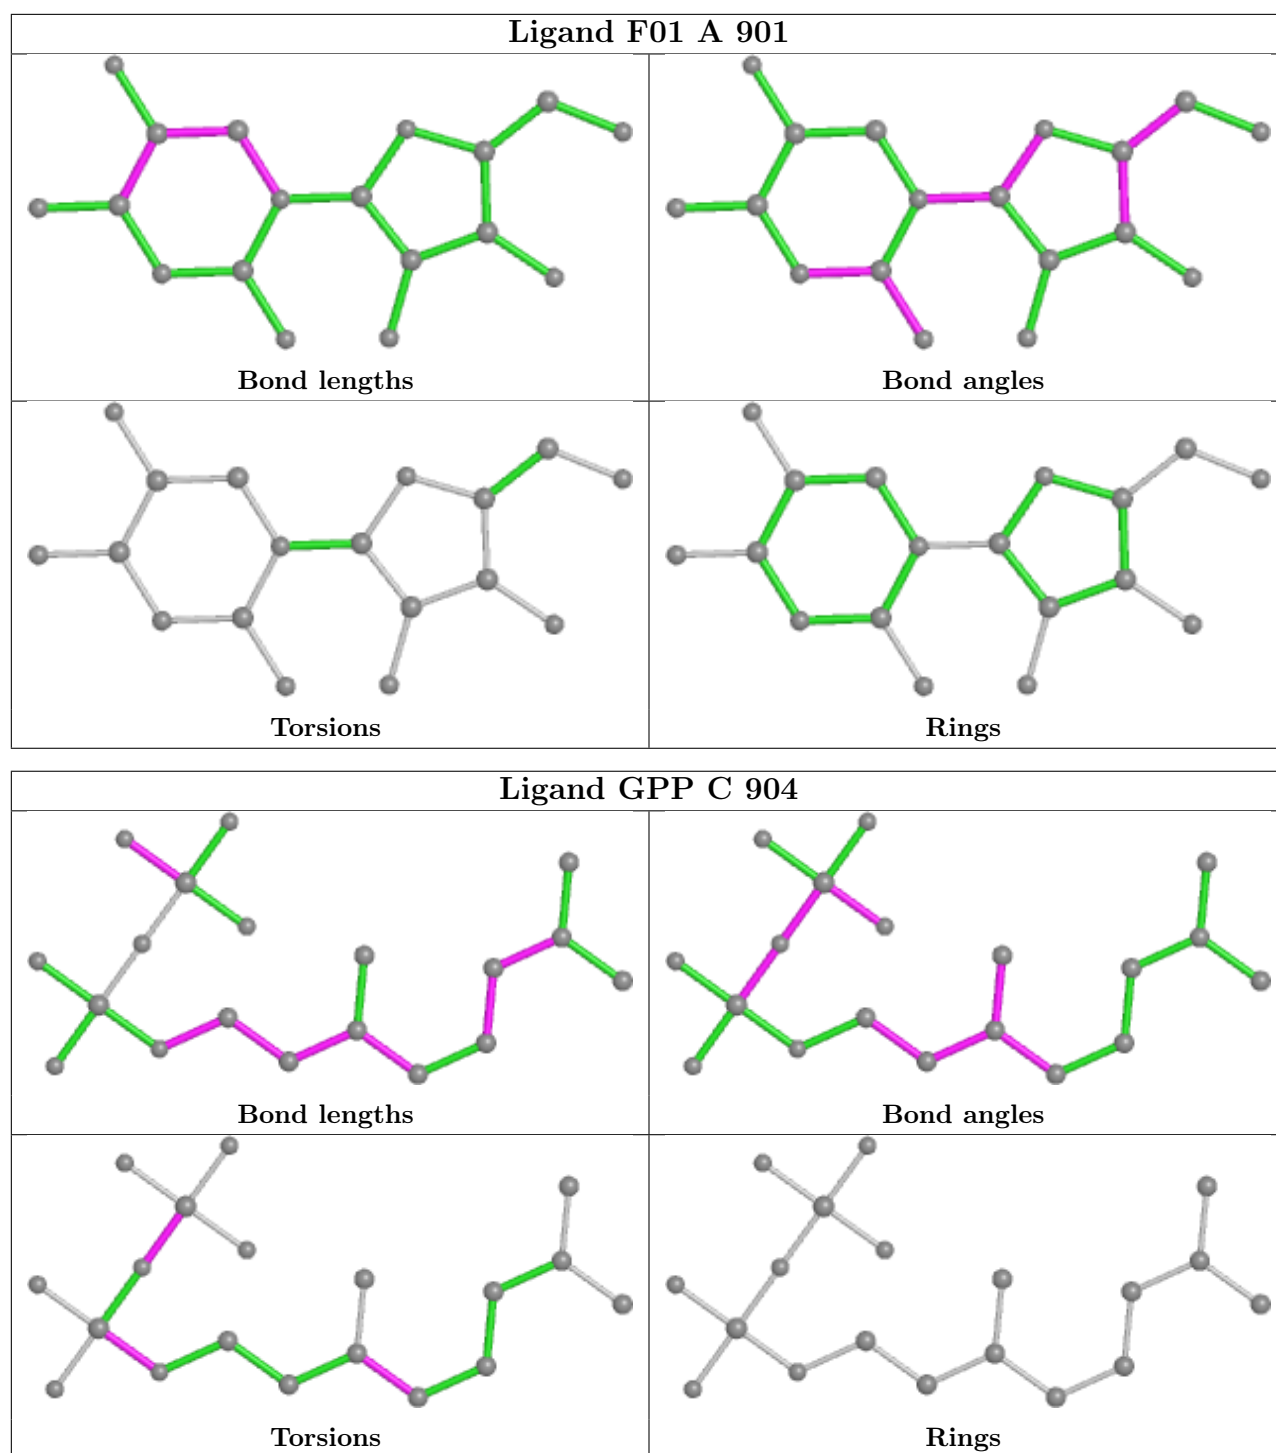 Ligand F01 A 901
Bond lengths
Bond angles
Torsions
Rings
Ligand GPP C 904
Bond lengths
Bond angles
Torsions
Rings